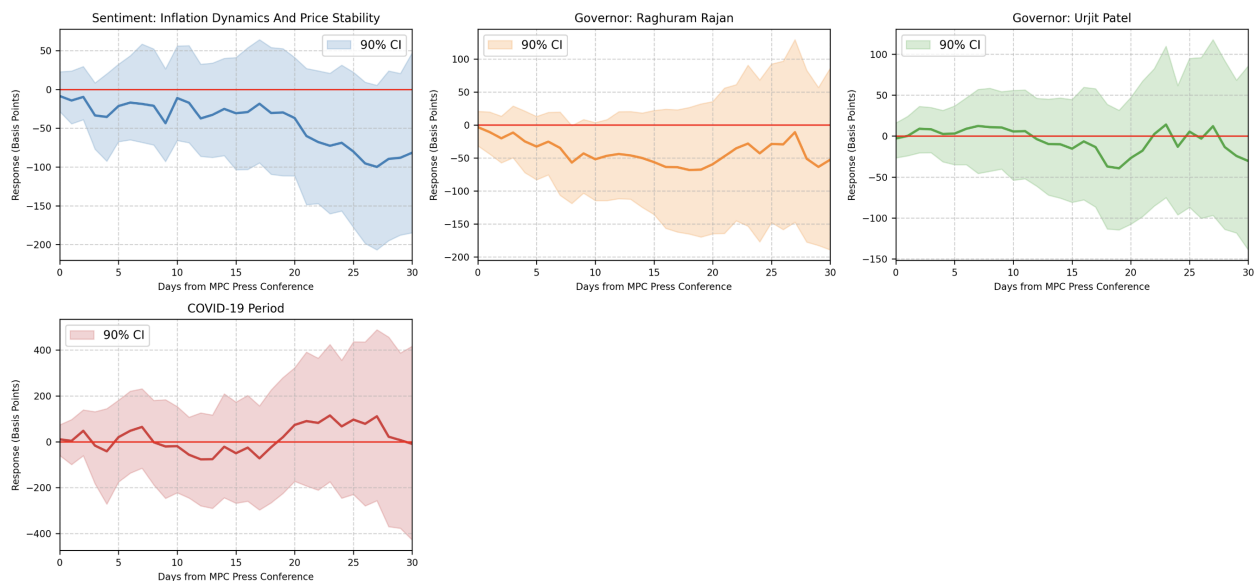 Sentiment: Inflation Dynamics And Price Stability
90% CI
Response (Basis Points)
50
0
−50
−100
−150
−200
0 5 10 15 20 25 30
Days from MPC Press Conference
Governor: Raghuram Rajan
90% CI
Response (Basis Points)
100
50
0
−50
−100
−150
−200
0 5 10 15 20 25 30
Days from MPC Press Conference
Governor: Urjit Patel
90% CI
Response (Basis Points)
100
50
0
−50
−100
−150
0 5 10 15 20 25 30
Days from MPC Press Conference
COVID-19 Period
90% CI
Response (Basis Points)
400
200
0
−200
−400
0 5 10 15 20 25 30
Days from MPC Press Conference